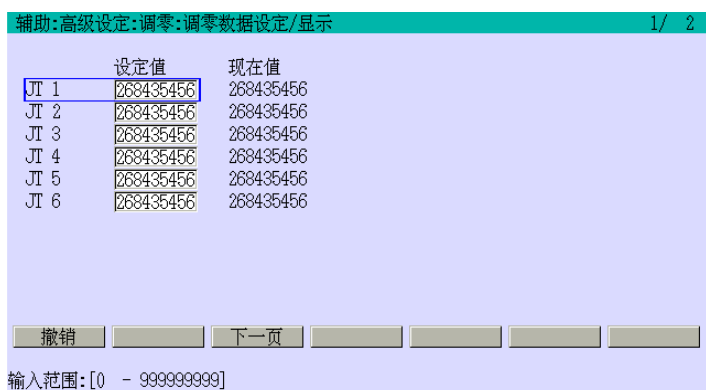 辅助:高级设定:调零:调零数据设定/显示 1/ 2
设定值 现在值
JT 1 268435456 268435456
JT 2 268435456 268435456
JT 3 268435456 268435456
JT 4 268435456 268435456
JT 5 268435456 268435456
JT 6 268435456 268435456
撤销 下一页
输入范围:[0 - 999999999]